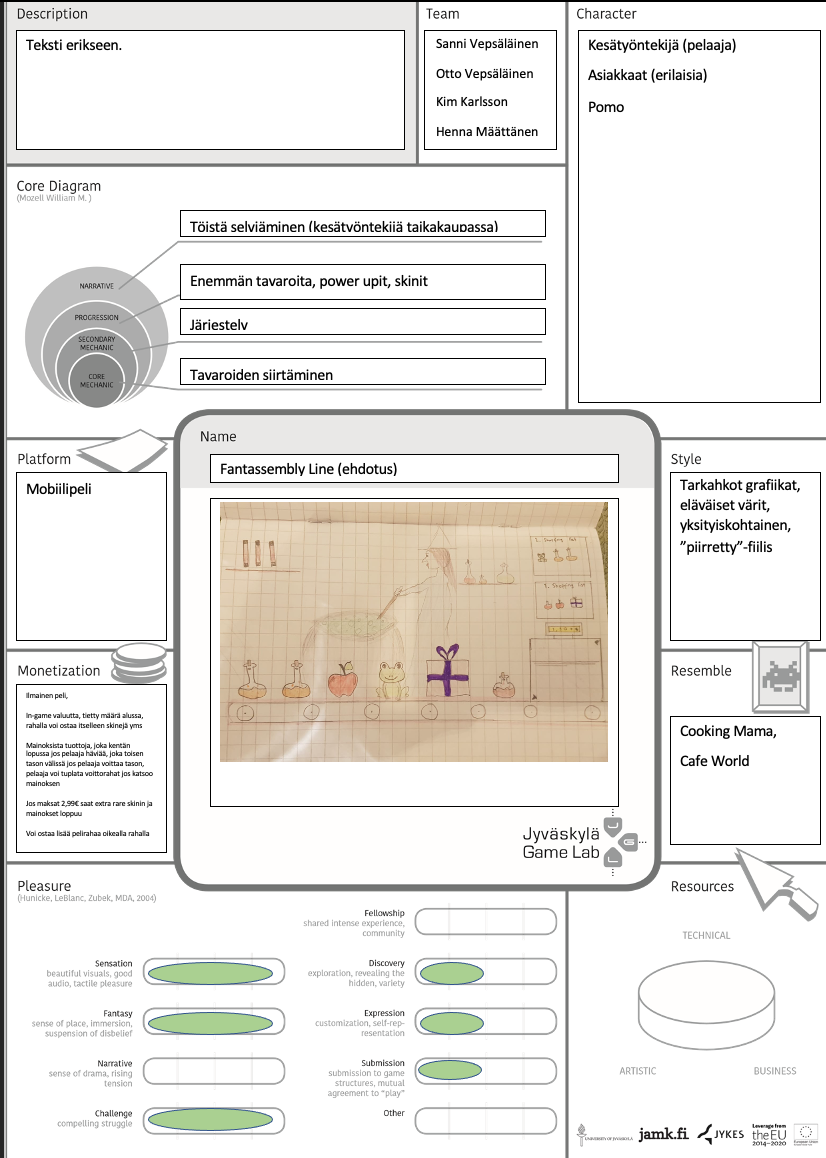 Description
Teksti erikseen.
Team
Sanni Vepsäläinen
Otto Vepsäläinen
Kim Karlsson
Henna Määttänen
Character
Kesätyöntekijä (pelaaja)
Asiakkaat (erilaisia)
Pomo
Core Diagram
(Mozell William M. )
NARRATIVE
PROGRESSION
SECONDARY
MECHANIC
CORE
MECHANIC
Töistä selviäminen (kesätyöntekijä taikakaupassa)
Enemmän tavaroita, power upit, skinit
Järjestely
Tavaroiden siirtäminen
Platform
Mobiilipeli
Name
Fantassembly Line (ehdotus)
Style
Tarkahkot grafiikat,
eläväiset värit,
yksityiskohtainen,
”piirretty”-fiilis
Monetization
Ilmainen peli,
In-game valuutta, tietty määrä alussa,
rahalla voi ostaa itselleen skinejä yms
Mainoksista tuottoja, joka kentän
lopussa jos pelaaja häviää, joka toisen
tason välissä jos pelaaja voittaa tason,
pelaaja voi tuplata voittorahat jos katsoo
mainoksen
Jos maksat 2,99€ saat extra rare skinin ja
mainokset loppuu
Voi ostaa lisää pelirahaa oikealla rahalla
Resemble
Cooking Mama,
Cafe World
Jyväskylä
Game Lab
J
G
L
Pleasure
(Hunicke, LeBlanc, Zubek, MDA, 2004)
Fellowship
shared intense experience,
community
Sensation
beautiful visuals, good
audio, tactile pleasure
Discovery
exploration, revealing the
hidden, variety
Fantasy
sense of place, immersion,
suspension of disbelief
Expression
customization, self-rep-
resentation
Narrative
sense of drama, rising
tension
Submission
submission to game
structures, mutual
agreement to “play”
Challenge
compelling struggle
Other
Resources
TECHNICAL
ARTISTIC
BUSINESS
UNIVERSITY OF JYVÄSKYLÄ
jamk.fi
JYKES
Leverage from
the EU
2014–2020
European Union